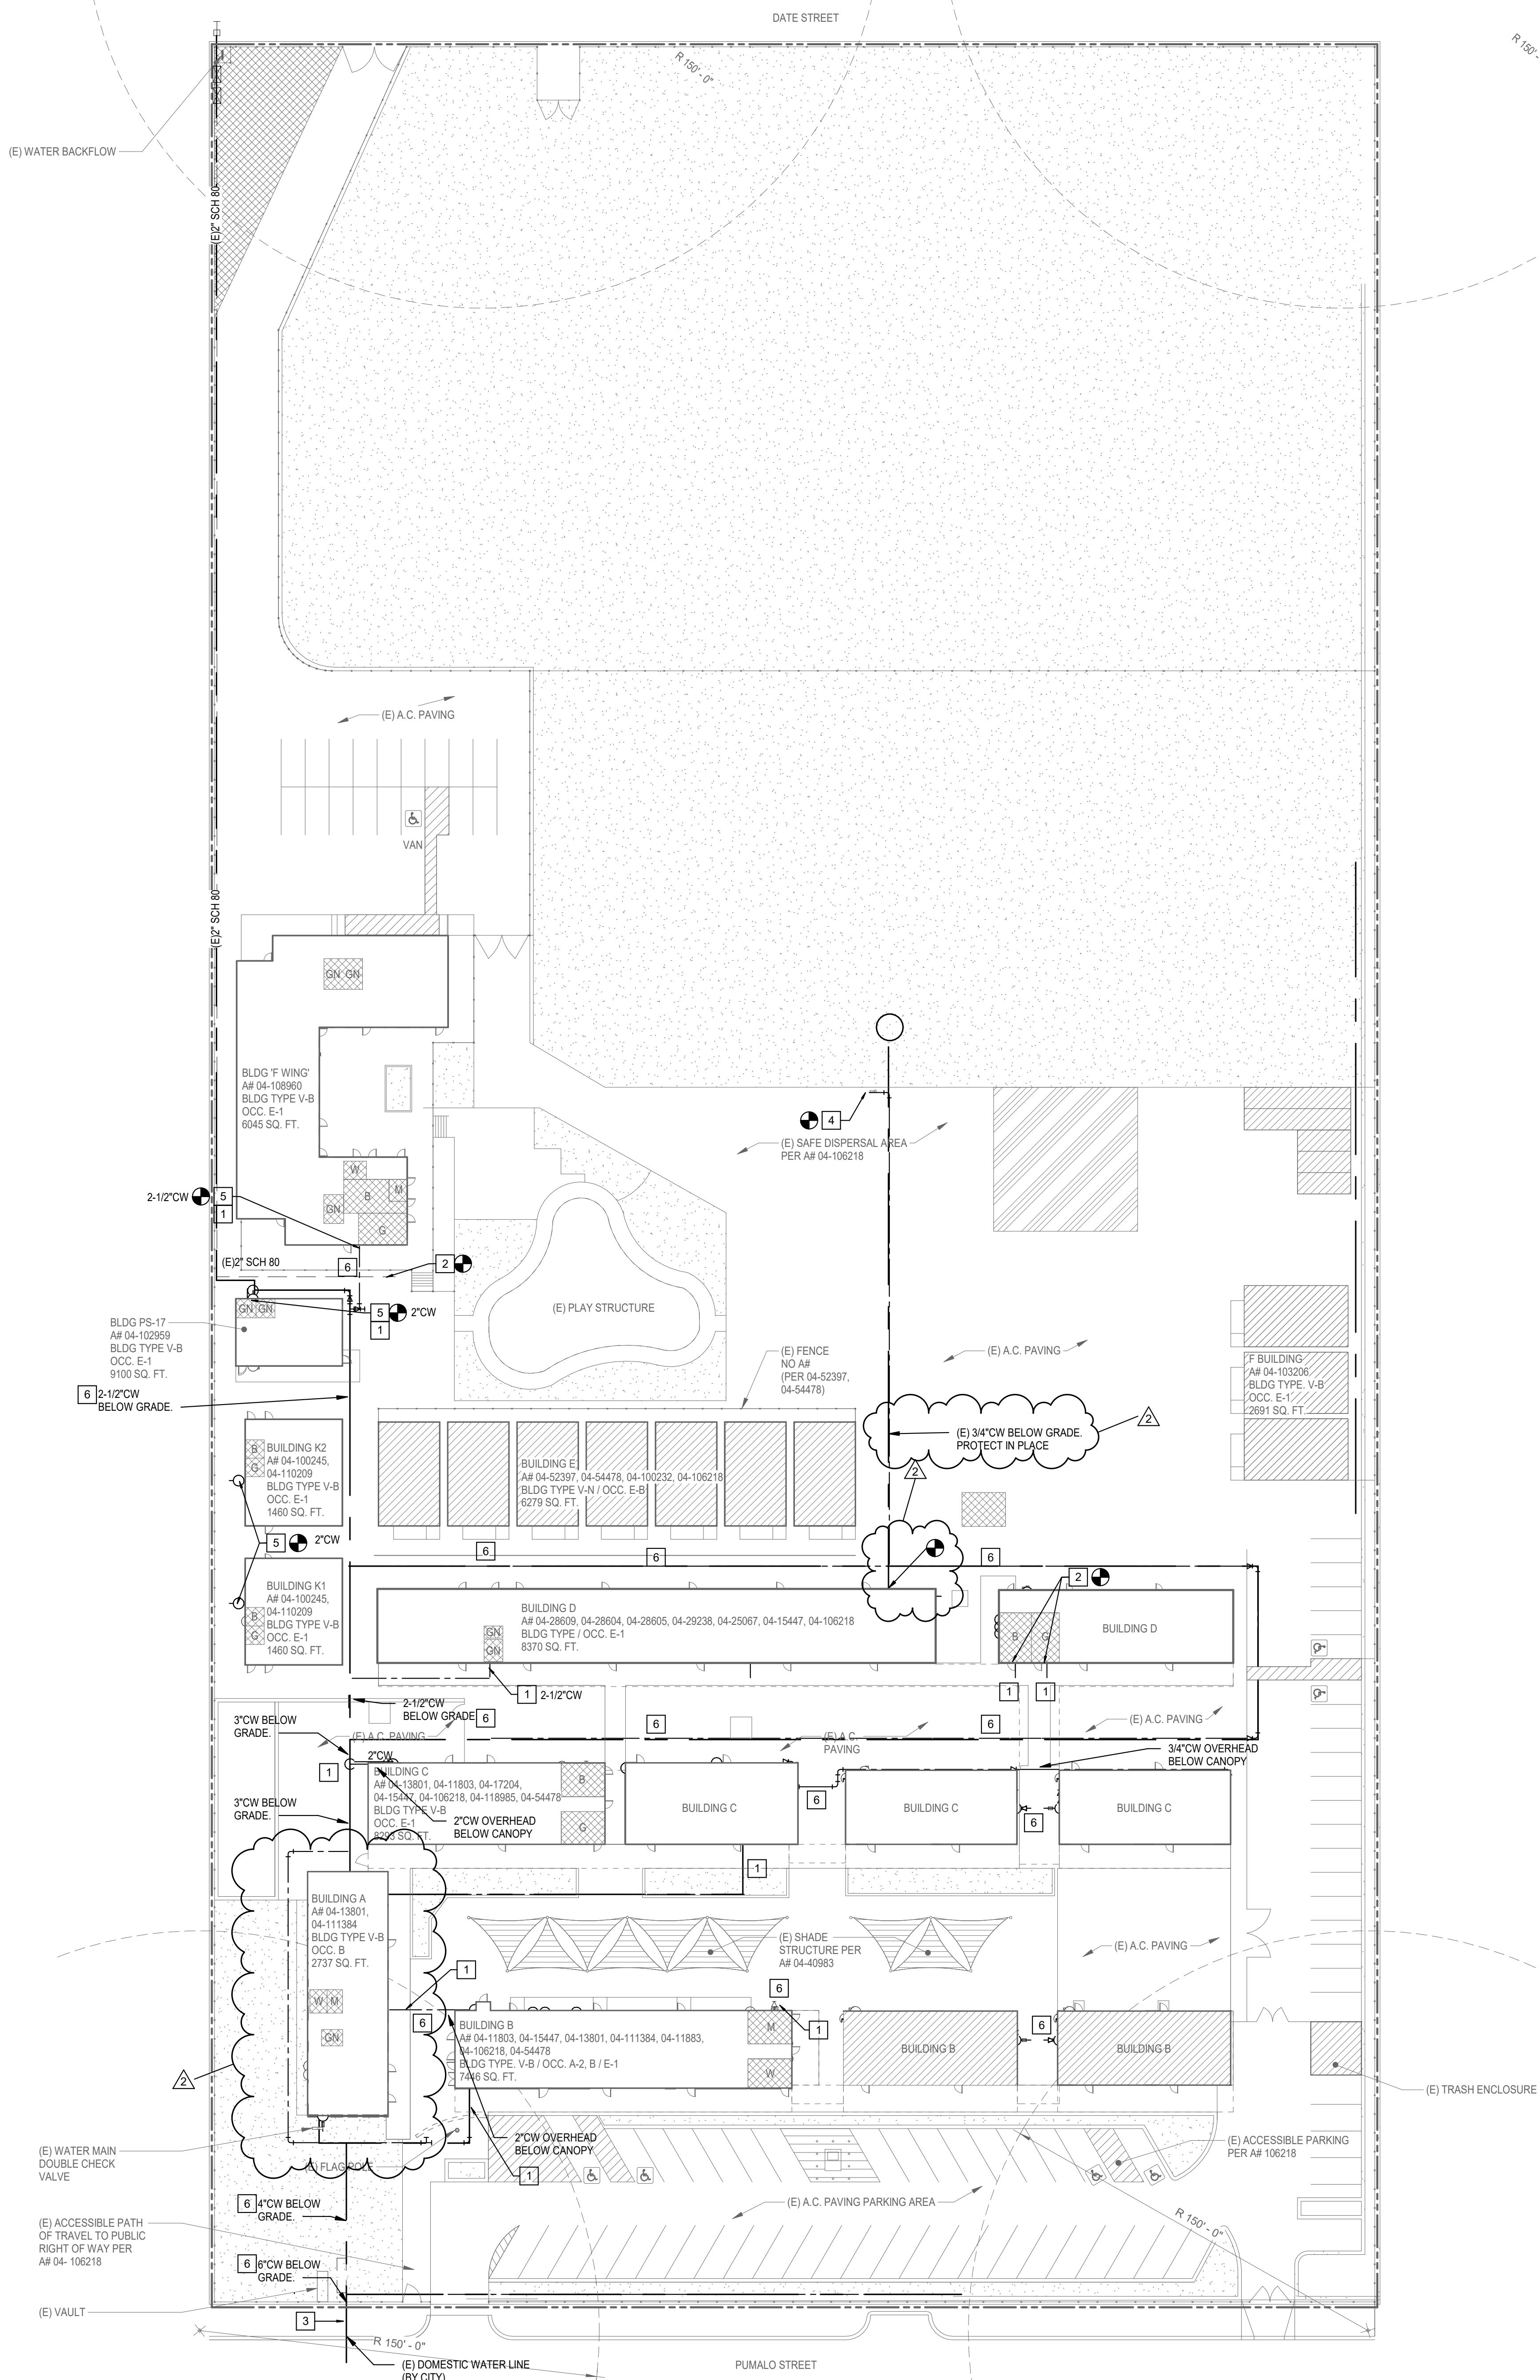 DATE STREET
R 150' - 0"
R 150' -
(E) WATER BACKFLOW
(E)2" SCH 80
(E) A.C. PAVING
VAN
(E)2" SCH 80
GN GN
BLDG 'F WING'
A# 04-108960
BLDG TYPE V-B
OCC. E-1
6045 SQ. FT.
4
(E) SAFE DISPERSAL AREA
PER A# 04-106218
W
B
M
GN
G
2-1/2"CW
5
1
(E)2" SCH 80
6
2
GN GN
5
2"CW
1
(E) PLAY STRUCTURE
BLDG PS-17
A# 04-102959
BLDG TYPE V-B
OCC. E-1
9100 SQ. FT.
(E) FENCE
NO A#
(PER 04-52397,
04-54478)
(E) A.C. PAVING
F BUILDING
A# 04-103206
BLDG TYPE. V-B
OCC. E-1
2691 SQ. FT.
6
2-1/2"CW
BELOW GRADE.
(E) 3/4"CW BELOW GRADE.
PROTECT IN PLACE
2
2
B
G
BUILDING K2
A# 04-100245,
04-110209
BLDG TYPE V-B
OCC. E-1
1460 SQ. FT.
BUILDING E
A# 04-52397, 04-54478, 04-100232, 04-106218
BLDG TYPE V-N / OCC. E-B
6279 SQ. FT.
5
2"CW
6
6
6
2
BUILDING K1
A# 04-100245,
04-110209
BLDG TYPE V-B
OCC. E-1
1460 SQ. FT.
B
G
BUILDING D
A# 04-28609, 04-28604, 04-28605, 04-29238, 04-25067, 04-15447, 04-106218
BLDG TYPE / OCC. E-1
8370 SQ. FT.
GN
GN
B
G
BUILDING D
1
2-1/2"CW
1
1
2-1/2"CW
BELOW GRADE
3"CW BELOW
GRADE.
6
6
6
(E) A.C. PAVING
(E) A.C.
PAVING
(E) A.C. PAVING
3/4"CW OVERHEAD
BELOW CANOPY
2"CW
1
BUILDING C
A# 04-13801, 04-11803, 04-17204,
04-15447, 04-106218, 04-118985, 04-54478
BLDG TYPE V-B
OCC. E-1
8293 SQ. FT.
B
G
BUILDING C
6
BUILDING C
6
BUILDING C
3"CW BELOW
GRADE.
2"CW OVERHEAD
BELOW CANOPY
1
BUILDING A
A# 04-13801,
04-111384
BLDG TYPE V-B
OCC. B
2737 SQ. FT.
(E) SHADE
STRUCTURE PER
A# 04-40983
(E) A.C. PAVING
1
W M
GN
6
6
1
BUILDING B
A# 04-11803, 04-15447, 04-13801, 04-111384, 04-11883,
04-106218, 04-54478
BLDG TYPE. V-B / OCC. A-2, B / E-1
7446 SQ. FT.
M
W
BUILDING B
6
BUILDING B
2
(E) TRASH ENCLOSURE
(E) WATER MAIN
DOUBLE CHECK
VALVE
(E) FLAG POLE
2"CW OVERHEAD
BELOW CANOPY
1
(E) ACCESSIBLE PARKING
PER A# 106218
6
4"CW BELOW
GRADE.
(E) A.C. PAVING PARKING AREA
R 150' - 0"
(E) ACCESSIBLE PATH
OF TRAVEL TO PUBLIC
RIGHT OF WAY PER
A# 04- 106218
6
6"CW BELOW
GRADE.
(E) VAULT
3
R 150' - 0"
(E) DOMESTIC WATER LINE
(BY CITY)
PUMALO STREET